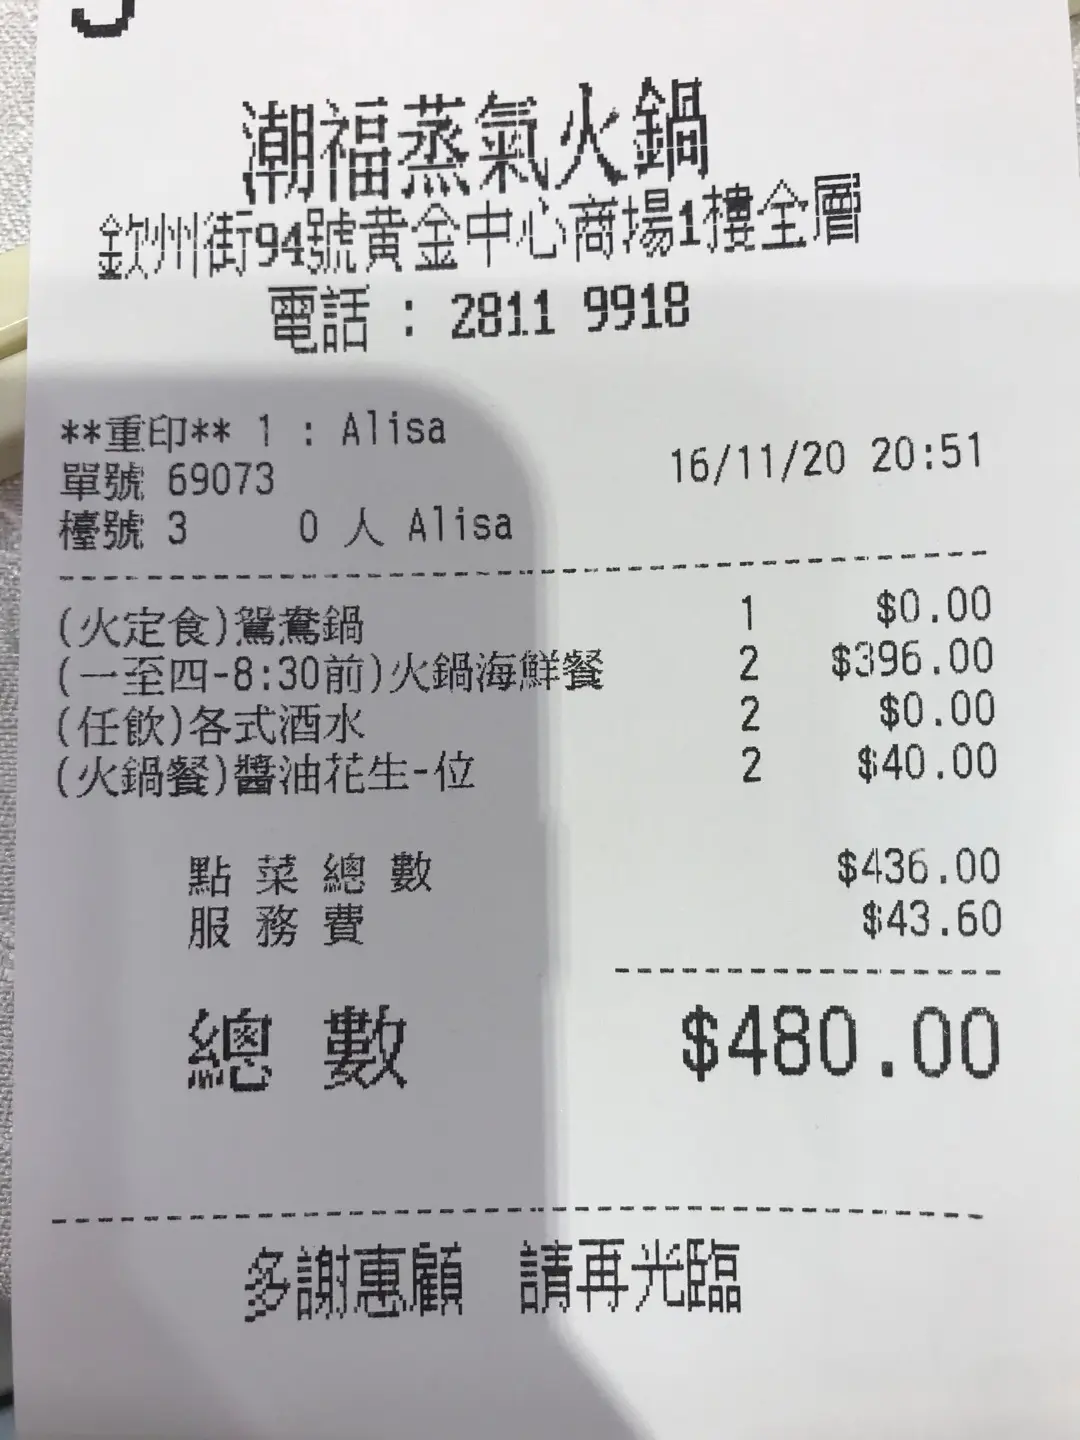 潮福蒸氣火鍋
欽州街94號黃金中心商場1樓全層
電話 : 2811 9918
**重印** 1 : Alisa
單號 69073 16/11/20 20:51
檯號 3 0 人 Alisa
(火定食)鴛鴦鍋 1 $0.00
(一至四-8:30前)火鍋海鮮餐 2 $396.00
(任飲)各式酒水 2 $0.00
(火鍋餐)醬油花生-位 2 $40.00
點菜總數 $436.00
服務費 $43.60
總數 $480.00
多謝惠顧 請再光臨